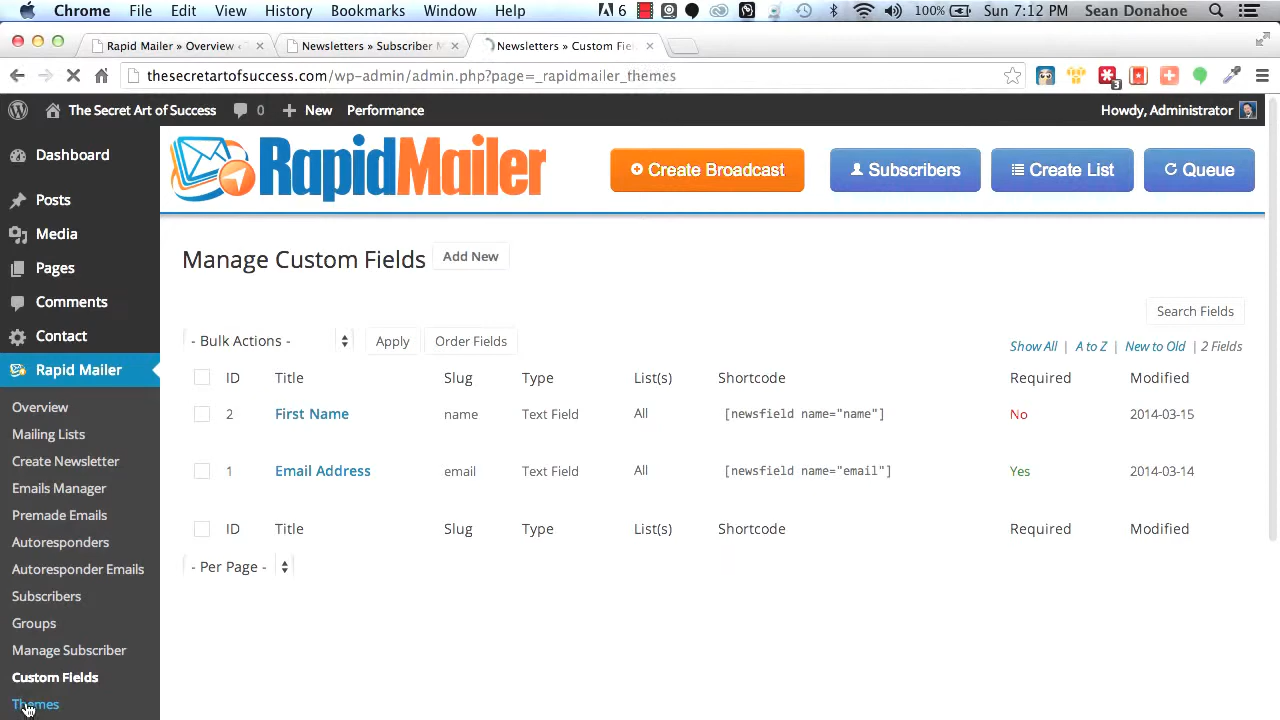 Chrome File Edit View History Bookmarks Window Help 6 100% Sun 7:12 PM Sean Donahoe
Rapid Mailer » Overview ‹ Newsletters » Subscriber M Newsletters » Custom Fie
thesecretartofsuccess.com/wp-admin/admin.php?page=_rapidmailer_themes 3
The Secret Art of Success 0 New Performance Howdy, Administrator
RapidMailer Create Broadcast Subscribers Create List Queue
Dashboard
Posts
Media
Pages
Comments
Contact
Rapid Mailer
Overview
Mailing Lists
Create Newsletter
Emails Manager
Premade Emails
Autoresponders
Autoresponder Emails
Subscribers
Groups
Manage Subscriber
Custom Fields
Themes
Manage Custom Fields Add New
Search Fields
- Bulk Actions - Apply Order Fields Show All | A to Z | New to Old | 2 Fields
ID Title Slug Type List(s) Shortcode Required Modified
2 First Name name Text Field All [newsfield name="name"] No 2014-03-15
1 Email Address email Text Field All [newsfield name="email"] Yes 2014-03-14
ID Title Slug Type List(s) Shortcode Required Modified
- Per Page -